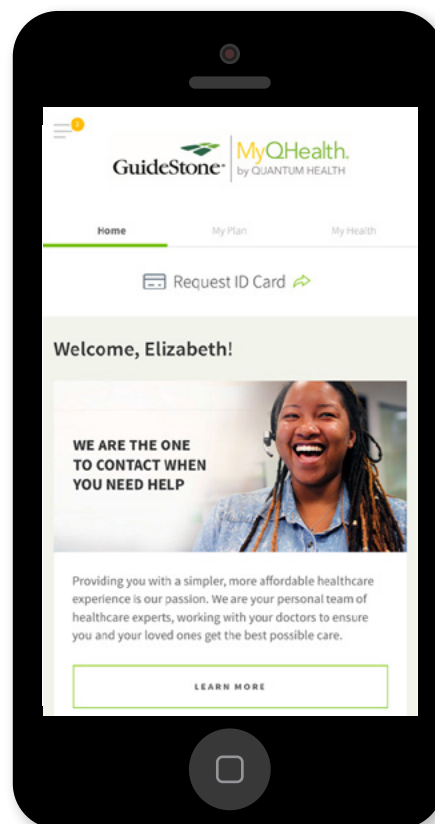 3
GuideStone®
MyQHealth®
by QUANTUM HEALTH
Home My Plan My Health
Request ID Card
Welcome, Elizabeth!
WE ARE THE ONE
TO CONTACT WHEN
YOU NEED HELP
Providing you with a simpler, more affordable healthcare
experience is our passion. We are your personal team of
healthcare experts, working with your doctors to ensure
you and your loved ones get the best possible care.
LEARN MORE